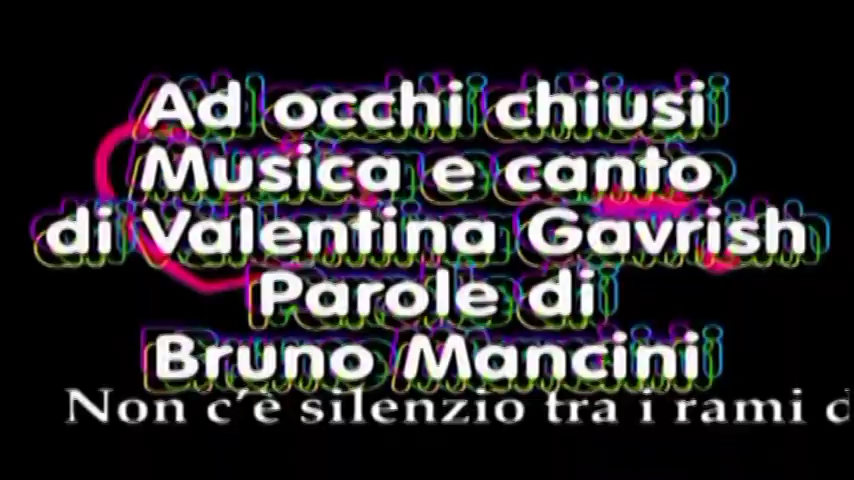 Ad occhi chiusi
Musica e canto
di Valentina Gavrish
Parole di
Bruno Mancini
Non c'è silenzio tra i rami